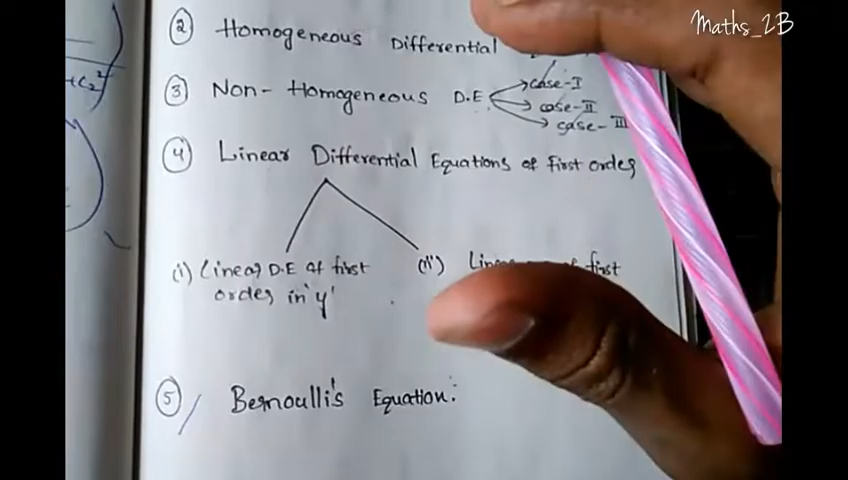 Maths_2B
② Homogeneous Differential
+c₂²
③ Non-Homogeneous D.E
case-I
case-II
case-III
④ Linear Differential Equations of First order
(i) Linear D.E of first
order in 'y'
(ii) first
⑤ Bernoulli's Equation: